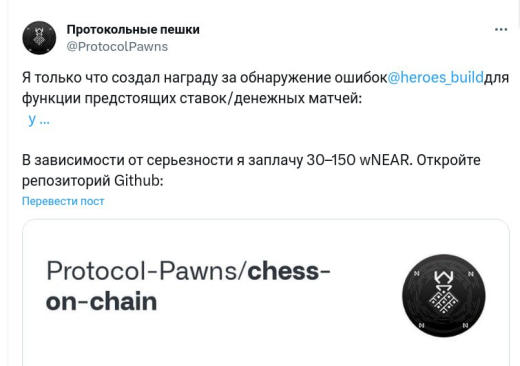 Протокольные пешки
@ProtocolPawns
Я только что создал награду за обнаружение ошибок@heroes_buildдля
функции предстоящих ставок/денежных матчей:
у ...
В зависимости от серьезности я заплачу 30–150 wNEAR. Откройте
репозиторий Github:
Перевести пост
Protocol-Pawns/chess-
on-chain
N N
N N